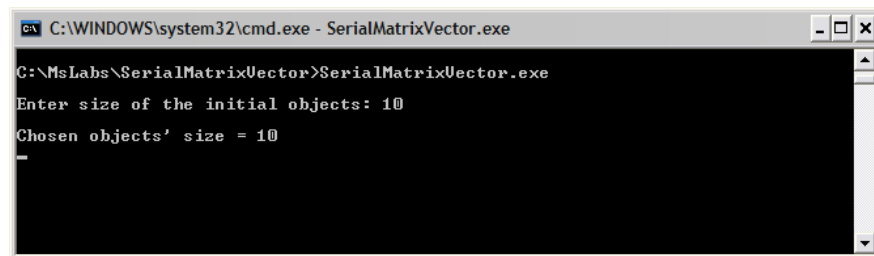 C:\WINDOWS\system32\cmd.exe - SerialMatrixVector.exe
C:\MsLabs\SerialMatrixVector>SerialMatrixVector.exe
Enter size of the initial objects: 10
Chosen objects' size = 10